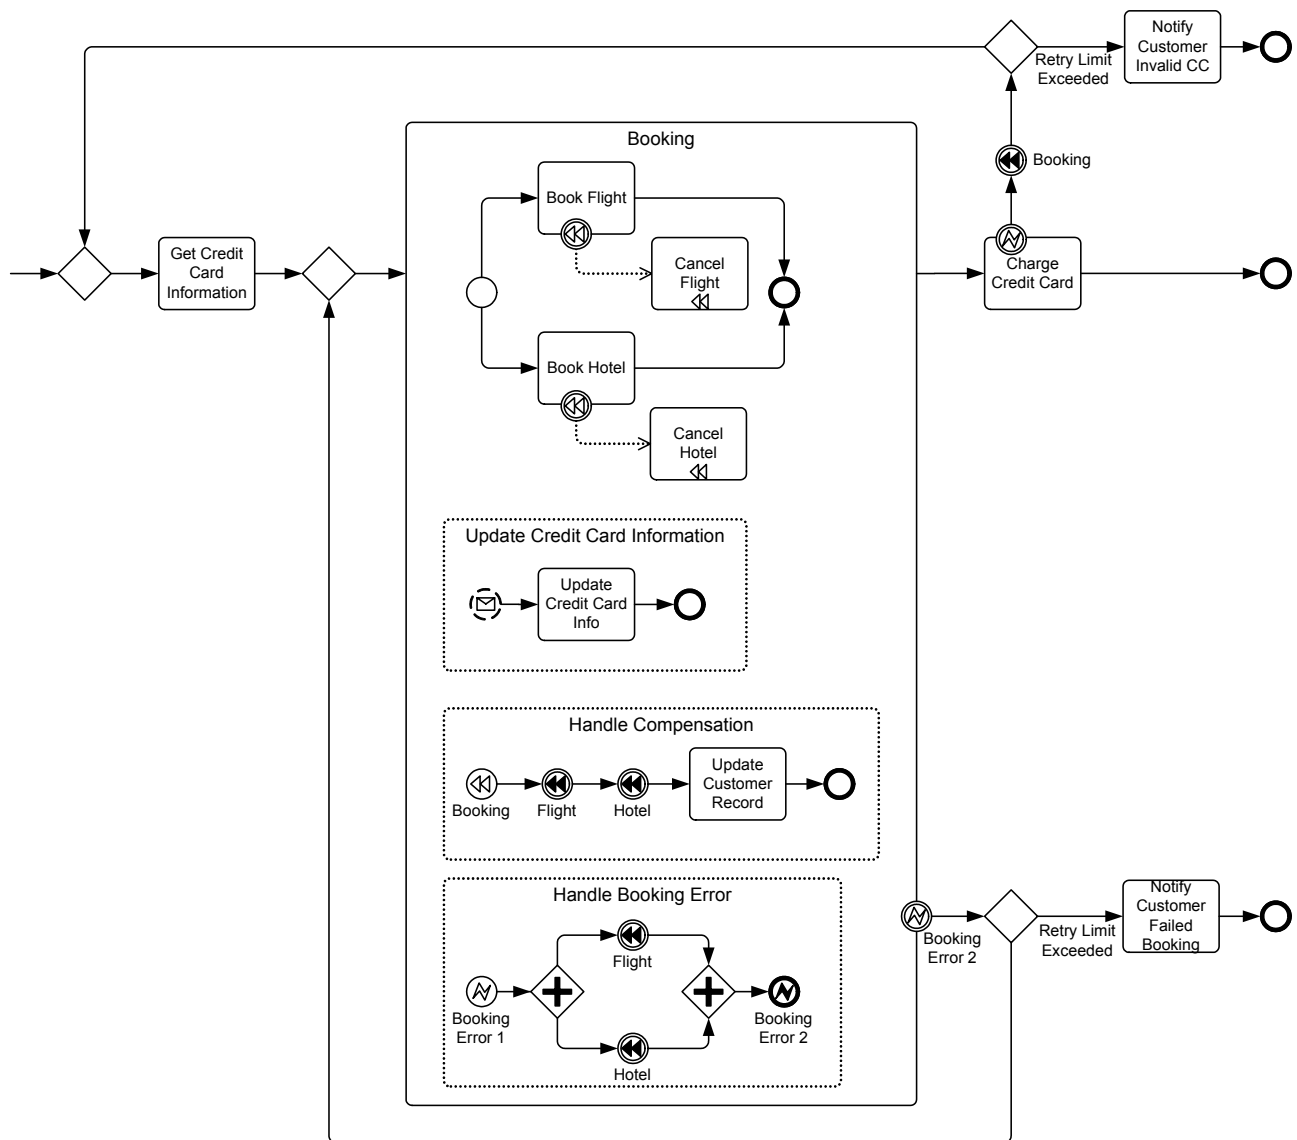 Notify
Customer
Invalid CC
Retry Limit
Exceeded
Booking
Booking
Book Flight
Get Credit
Card
Information
Cancel
Flight
Charge
Credit Card
Book Hotel
Cancel
Hotel
Update Credit Card Information
Update
Credit Card
Info
Handle Compensation
Update
Customer
Record
Booking
Flight
Hotel
Handle Booking Error
Flight
Booking
Error 1
Hotel
Booking
Error 2
Booking
Error 2
Retry Limit
Exceeded
Notify
Customer
Failed
Booking